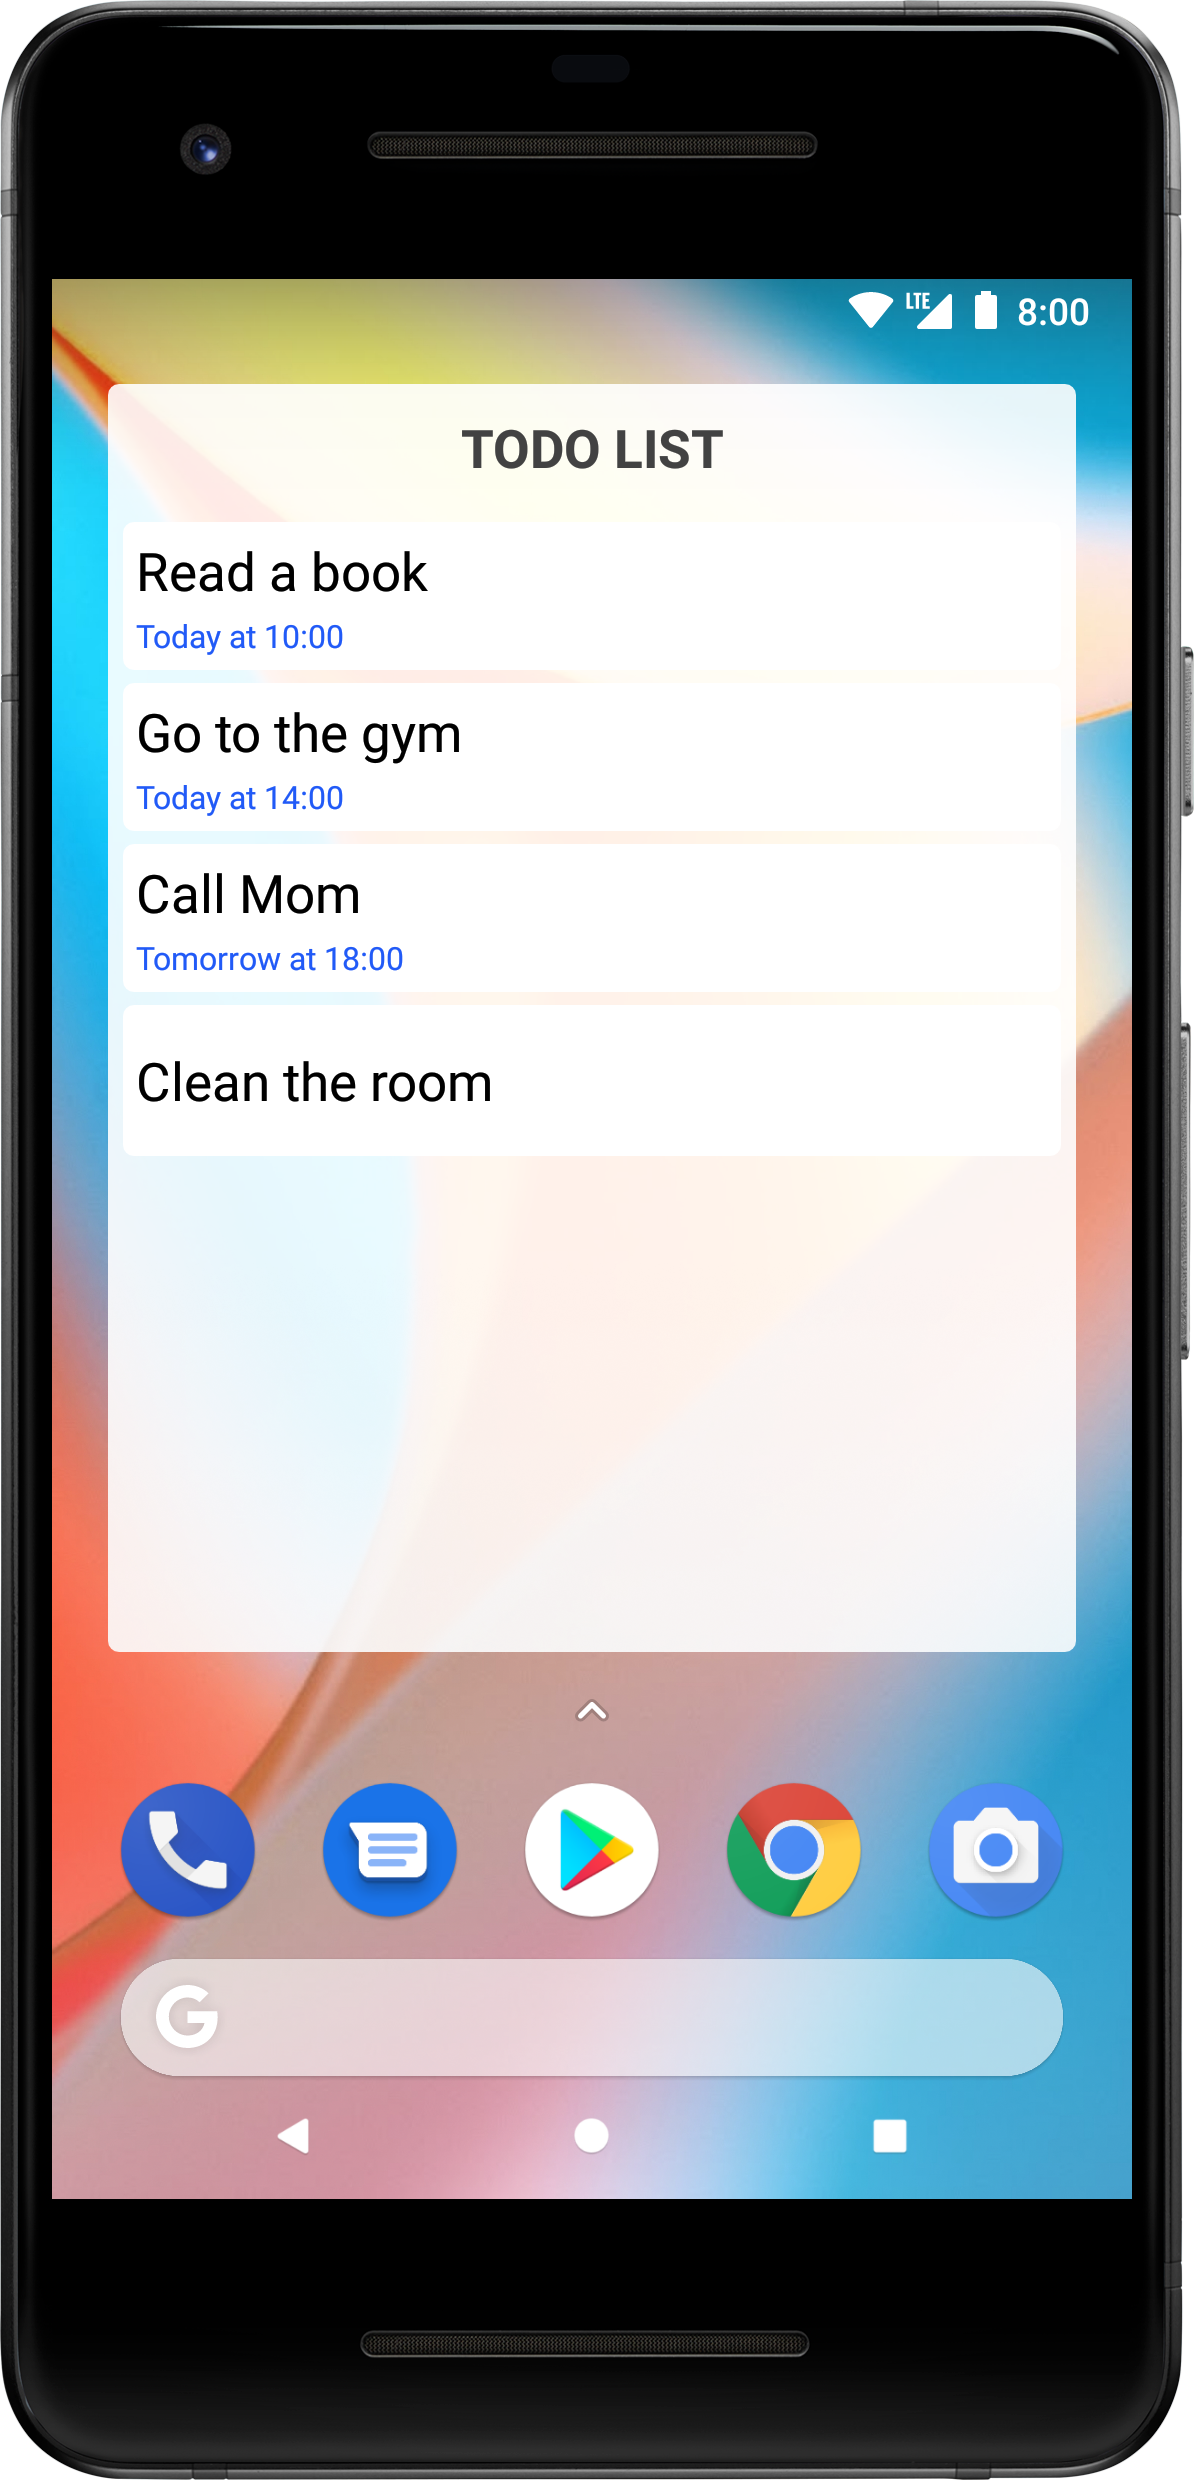 LTE 8:00
TODO LIST
Read a book
Today at 10:00
Go to the gym
Today at 14:00
Call Mom
Tomorrow at 18:00
Clean the room
G